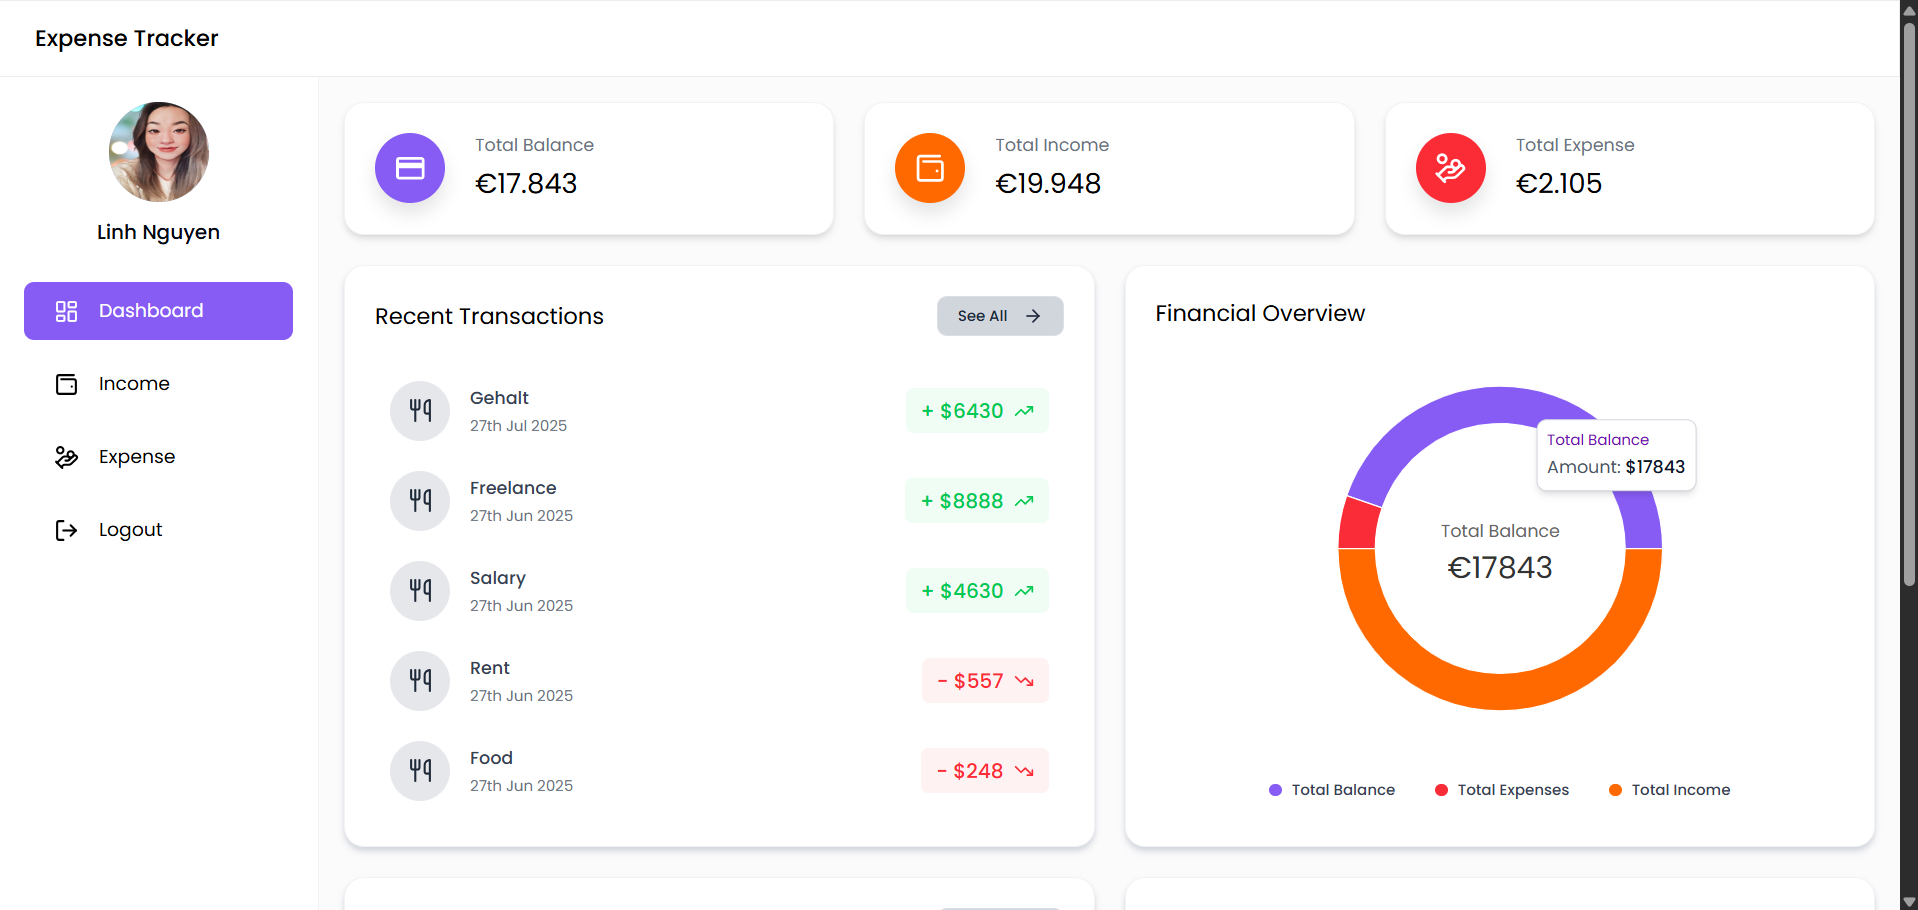 Expense Tracker
Linh Nguyen
Dashboard
Income
Expense
Logout
Total Balance
€17.843
Total Income
€19.948
Total Expense
€2.105
Recent Transactions
See All
Gehalt
27th Jul 2025
+ $6430
Freelance
27th Jun 2025
+ $8888
Salary
27th Jun 2025
+ $4630
Rent
27th Jun 2025
- $557
Food
27th Jun 2025
- $248
Financial Overview
Total Balance
Amount: $17843
Total Balance
€17843
Total Balance
Total Expenses
Total Income